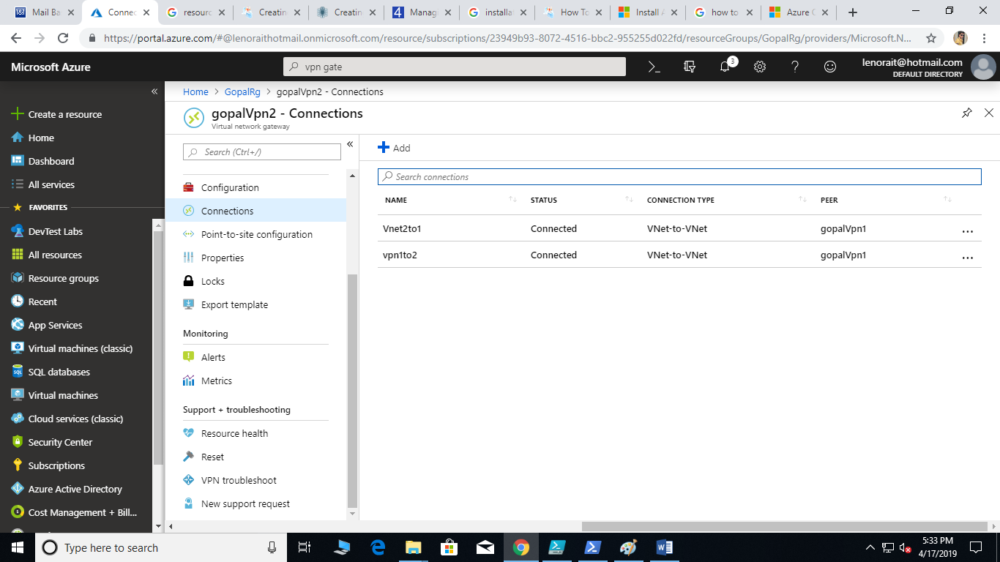 Mail Ba
Connec
resourc
Creatin
Creatin
Manag
installa
How To
Install A
how to
Azure C
https://portal.azure.com/#@lenoraithotmail.onmicrosoft.com/resource/subscriptions/23949b93-8072-4516-bbc2-955255d022fd/resourceGroups/GopalRg/providers/Microsoft.N...
Microsoft Azure
vpn gate
3
lenorait@hotmail.com
DEFAULT DIRECTORY
Create a resource
Home
Dashboard
All services
FAVORITES
DevTest Labs
All resources
Resource groups
Recent
App Services
Virtual machines (classic)
SQL databases
Virtual machines
Cloud services (classic)
Security Center
Subscriptions
Azure Active Directory
Cost Management + Bill...
Home > GopalRg > gopalVpn2 - Connections
gopalVpn2 - Connections
Virtual network gateway
Search (Ctrl+/)
Configuration
Connections
Point-to-site configuration
Properties
Locks
Export template
Monitoring
Alerts
Metrics
Support + troubleshooting
Resource health
Reset
VPN troubleshoot
New support request
Add
Search connections
NAME STATUS CONNECTION TYPE PEER
Vnet2to1 Connected VNet-to-VNet gopalVpn1 ...
vpn1to2 Connected VNet-to-VNet gopalVpn1 ...
Type here to search
5:33 PM
4/17/2019